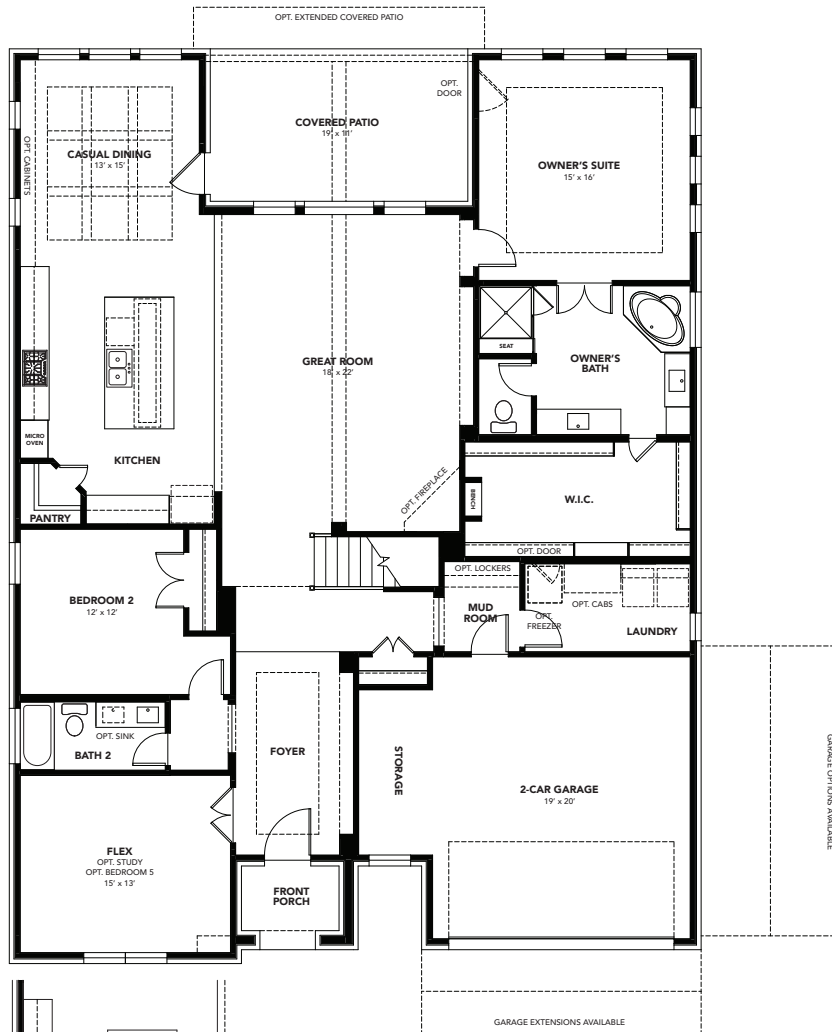 OPT. EXTENDED COVERED PATIO
OPT.
DOOR
COVERED PATIO
19' x 11'
CASUAL DINING
13' x 15'
OPT. CABINETS
OWNER'S SUITE
15' x 16'
SEAT
OWNER'S
BATH
GREAT ROOM
18' x 22'
MICRO
OVEN
KITCHEN
PANTRY
OPT. FIREPLACE
BENCH
W.I.C.
OPT. DOOR
OPT. LOCKERS
BEDROOM 2
12' x 12'
MUD
ROOM
OPT.
FREEZER
OPT. CABS
LAUNDRY
OPT. SINK
BATH 2
FOYER
STORAGE
2-CAR GARAGE
19' x 20'
GARAGE OPTIONS AVAILABLE
FLEX
OPT. STUDY
OPT. BEDROOM 5
15' x 13'
FRONT
PORCH
GARAGE EXTENSIONS AVAILABLE